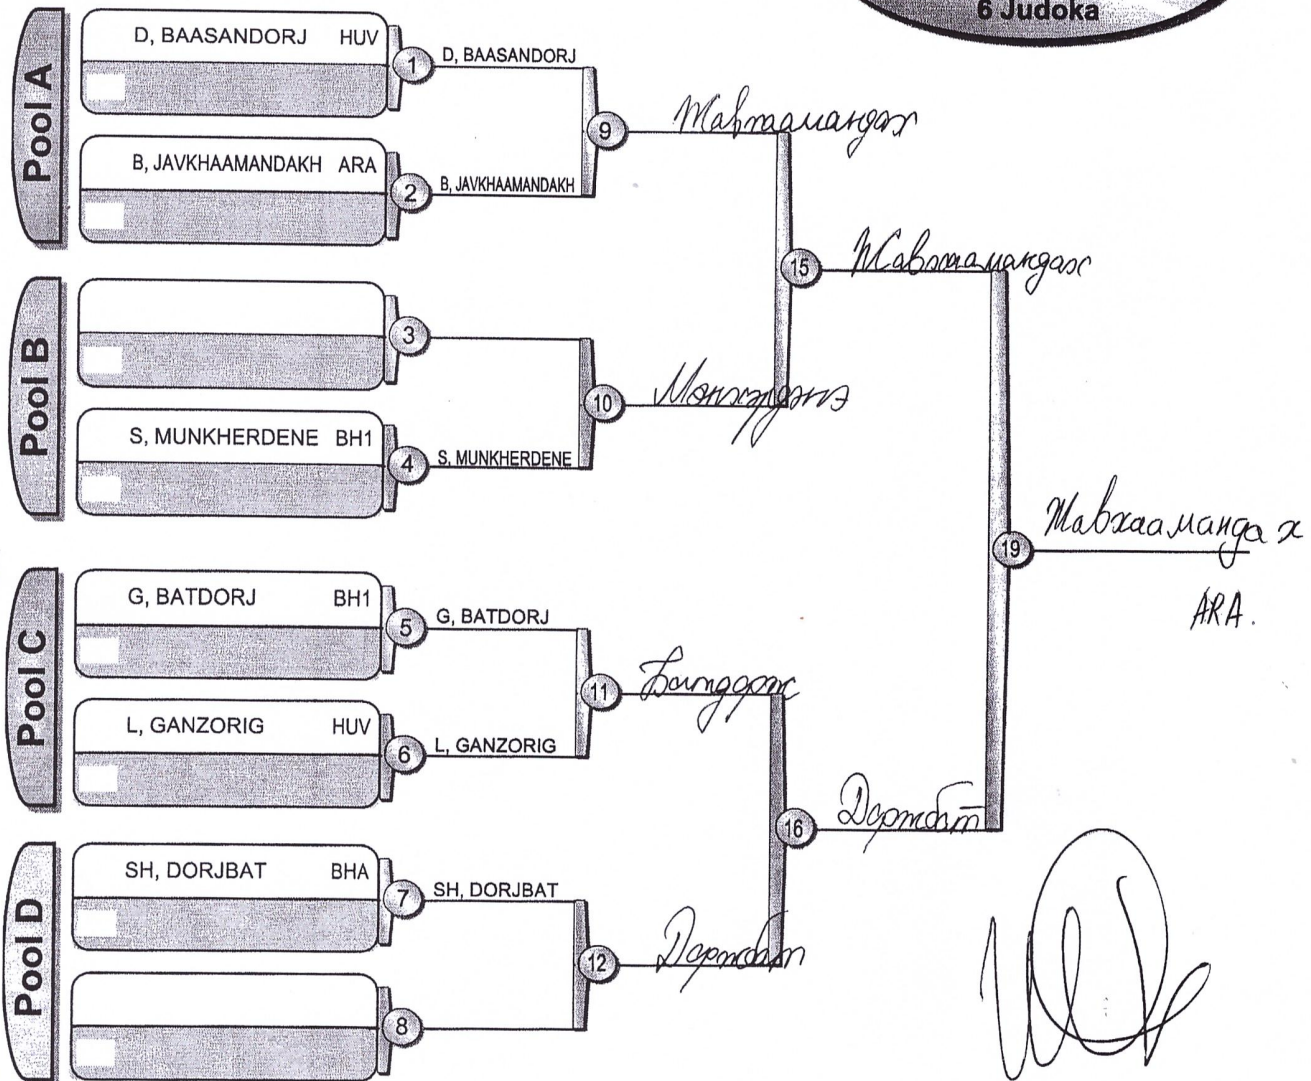 6 Judoka
Pool A
D, BAASANDORJ HUV
1
D, BAASANDORJ
B, JAVKHAAMANDAKH ARA
2
B, JAVKHAAMANDAKH
9
Жавхаамандах
Pool B
3
S, MUNKHERDENE BH1
4
S, MUNKHERDENE
10
Мөнхэрдэнэ
15
Жавхаамандах
Pool C
G, BATDORJ BH1
5
G, BATDORJ
L, GANZORIG HUV
6
L, GANZORIG
11
Батдорж
Pool D
SH, DORJBAT BHA
7
SH, DORJBAT
8
12
Доржбат
16
Доржбат
19
Жавхаамандах
ARA.